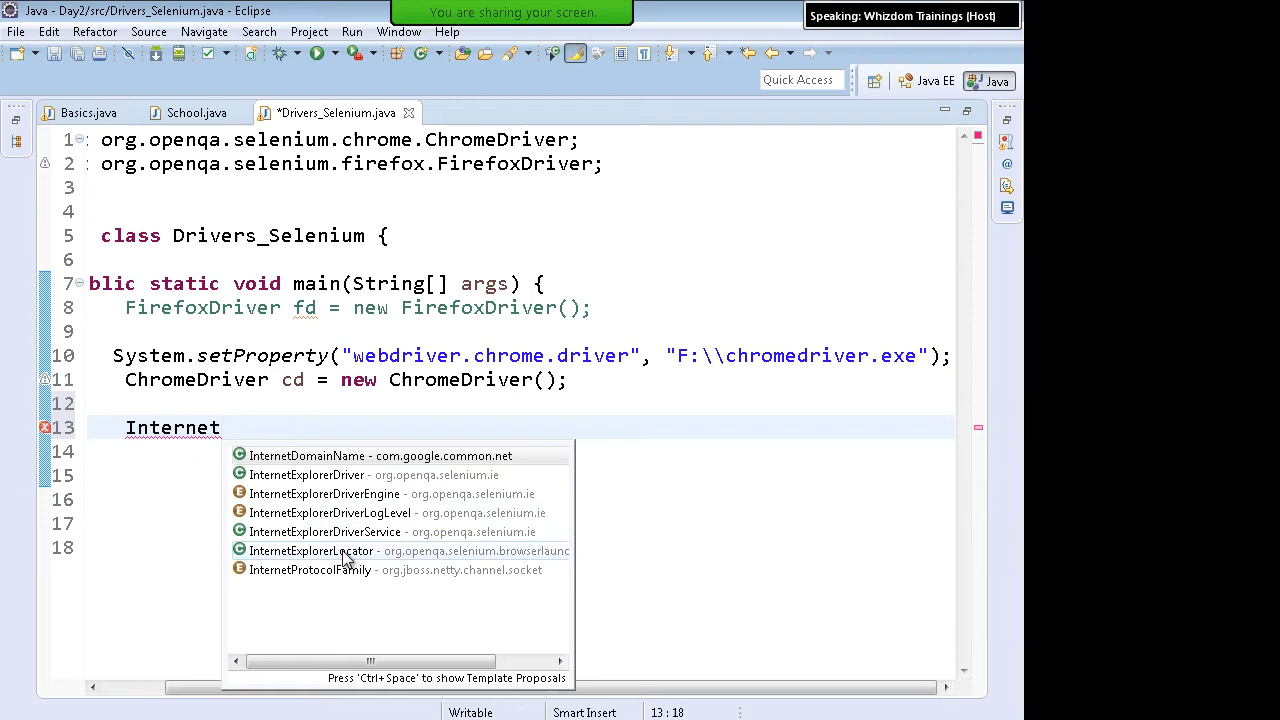 Java - Day2/src/Drivers_Selenium.java - Eclipse
You are sharing your screen.
Speaking: Whizdom Trainings (Host)
File Edit Refactor Source Navigate Search Project Run Window Help
Quick Access
Java EE
Java
Basics.java
School.java
*Drivers_Selenium.java
1 : org.openqa.selenium.chrome.ChromeDriver;
2 : org.openqa.selenium.firefox.FirefoxDriver;
3
4
5 class Drivers_Selenium {
6
7 blic static void main(String[] args) {
8 FirefoxDriver fd = new FirefoxDriver();
9
10 System.setProperty("webdriver.chrome.driver", "F:\\chromedriver.exe");
11 ChromeDriver cd = new ChromeDriver();
12
13 Internet
14
15
16
17
18
InternetDomainName - com.google.common.net
InternetExplorerDriver - org.openqa.selenium.ie
InternetExplorerDriverEngine - org.openqa.selenium.ie
InternetExplorerDriverLogLevel - org.openqa.selenium.ie
InternetExplorerDriverService - org.openqa.selenium.ie
InternetExplorerLocator - org.openqa.selenium.browserlaunc
InternetProtocolFamily - org.jboss.netty.channel.socket
Press 'Ctrl+Space' to show Template Proposals
Writable
Smart Insert
13 : 18